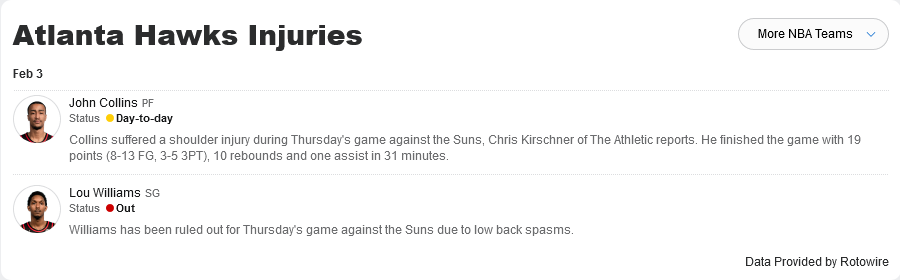 Atlanta Hawks Injuries
More NBA Teams
Feb 3
John Collins PF
Status Day-to-day
Collins suffered a shoulder injury during Thursday's game against the Suns, Chris Kirschner of The Athletic reports. He finished the game with 19
points (8-13 FG, 3-5 3PT), 10 rebounds and one assist in 31 minutes.
Lou Williams SG
Status Out
Williams has been ruled out for Thursday's game against the Suns due to low back spasms.
Data Provided by Rotowire